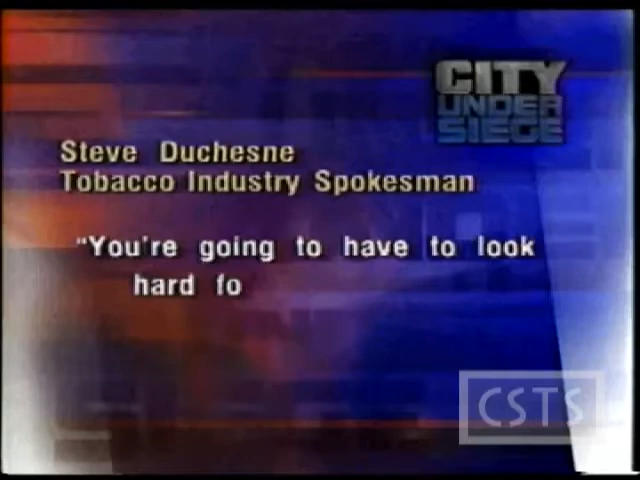 CITY
UNDER
SIEGE
Steve Duchesne
Tobacco Industry Spokesman
"You're going to have to look
hard fo
CSTS